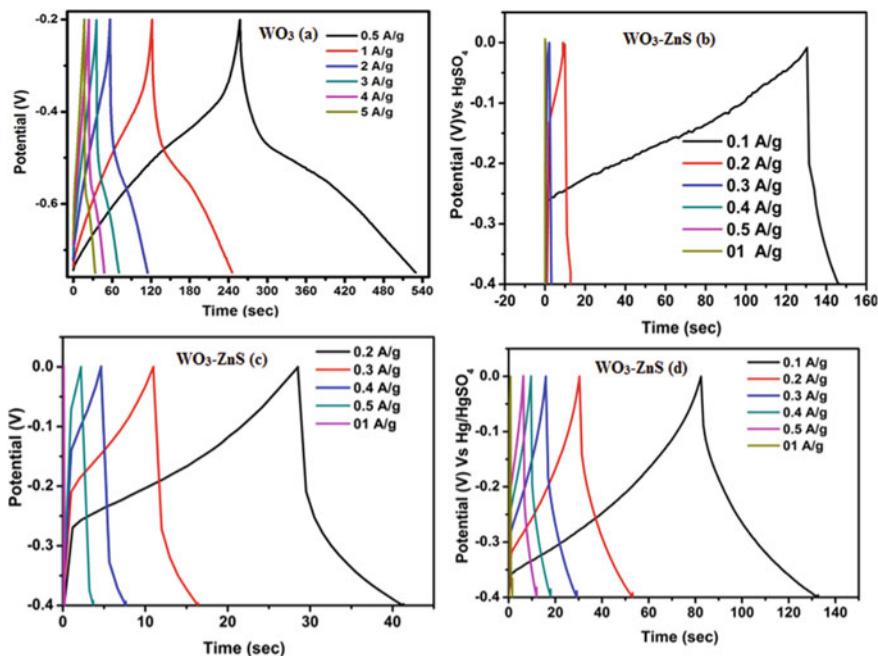 WO₃ (a)
0.5 A/g
1 A/g
2 A/g
3 A/g
4 A/g
5 A/g
-0.2
-0.4
-0.6
Potential (V)
0 60 120 180 240 300 360 420 480 540
Time (sec)
WO₃-ZnS (b)
0.1 A/g
0.2 A/g
0.3 A/g
0.4 A/g
0.5 A/g
01 A/g
0.0
-0.1
-0.2
-0.3
-0.4
Potential (V)Vs HgSO₄
-20 0 20 40 60 80 100 120 140 160
Time (sec)
WO₃-ZnS (c)
0.2 A/g
0.3 A/g
0.4 A/g
0.5 A/g
01 A/g
0.0
-0.1
-0.2
-0.3
-0.4
Potential (V)
0 10 20 30 40
Time (sec)
WO₃-ZnS (d)
0.1 A/g
0.2 A/g
0.3 A/g
0.4 A/g
0.5 A/g
01 A/g
0.0
-0.1
-0.2
-0.3
-0.4
Potential (V) Vs Hg/HgSO₄
0 20 40 60 80 100 120 140
Time (sec)